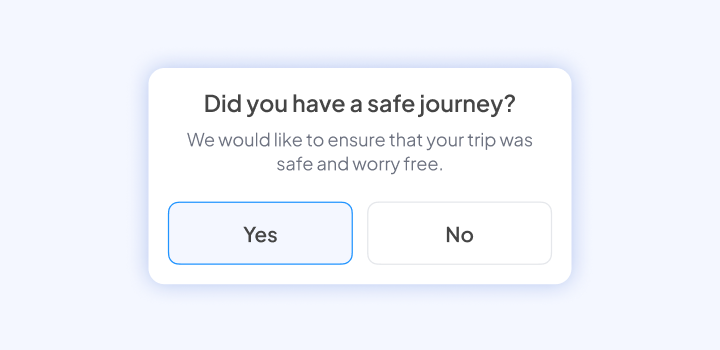 Did you have a safe journey?
We would like to ensure that your trip was
safe and worry free.
Yes
No